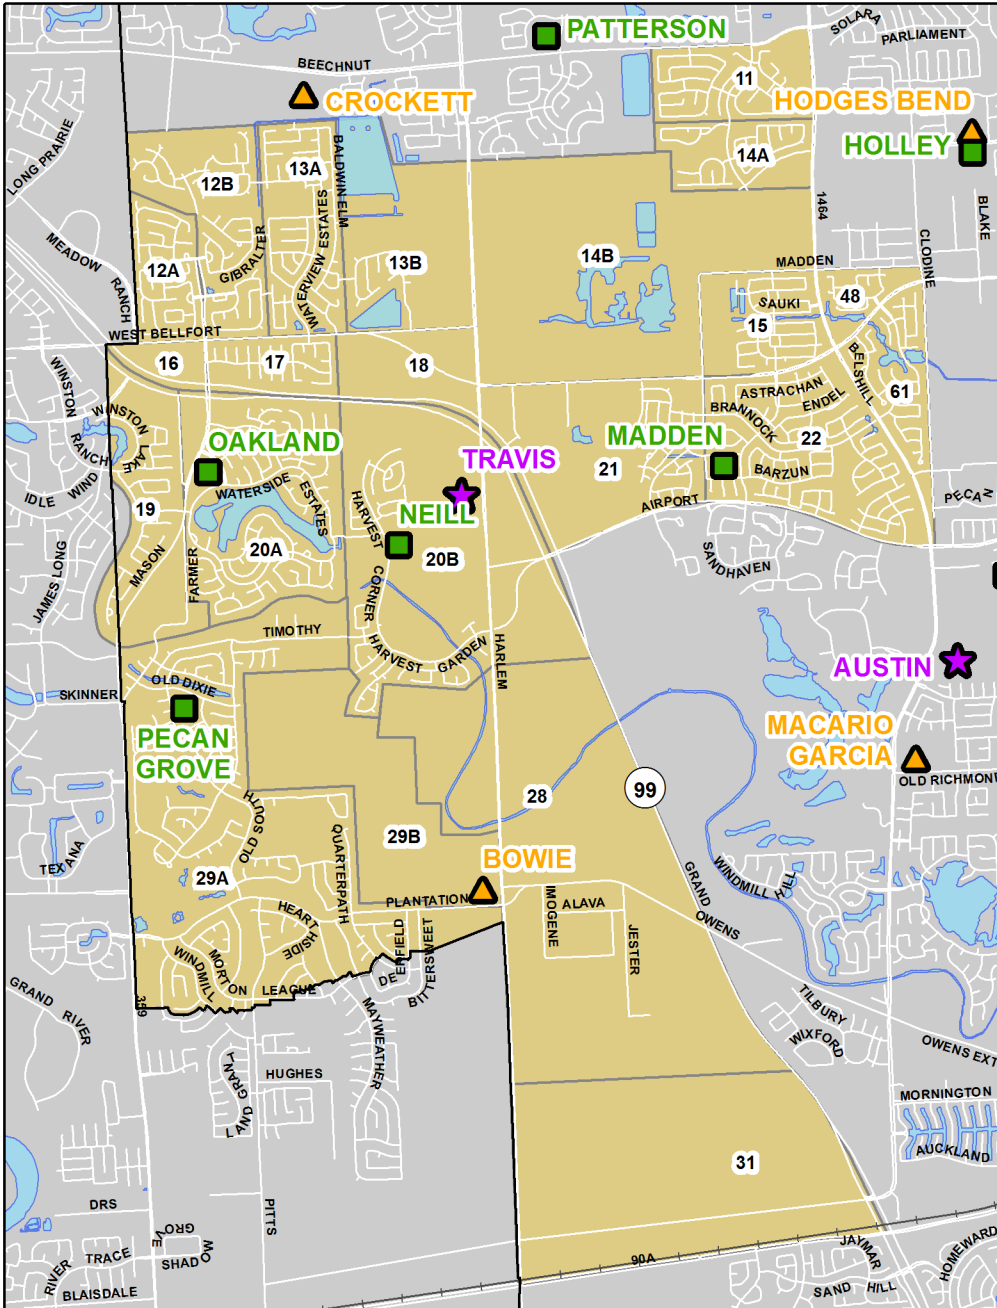 SOLARA
PATTERSON
PARLIAMENT
BEECHNUT
11
CROCKETT
HODGES BEND
LONG PRAIRIE
BALDWIN ELM
HOLLEY
14A
13A
12B
1464
BLAKE
MEADOW
RANCH
GIBRALTER
WATERVIEW ESTATES
CLODINE
12A
13B
14B
MADDEN
48
SAUKI
15
WEST BELLFORT
16
17
18
BELSHILL
WINSTON
RANCH
WINSTON
LAKE
ASTRACHAN
ENDEL
61
BRANNOCK
OAKLAND
MADDEN
22
TRAVIS
21
BARZUN
IDLE WIND
WATERSIDE
ESTATES
HARVEST
CORNER
AIRPORT
PECAN
19
NEILL
20A
20B
MASON
FARMER
JAMES LONG
SANDHAVEN
TIMOTHY
HARVEST GARDEN
HARLEM
AUSTIN
SKINNER
OLD DIXIE
PECAN
GROVE
MACARIO
GARCIA
OLD RICHMOND
99
28
OLD SOUTH
QUARTERPATH
29B
BOWIE
TEXANA
29A
PLANTATION
IMOGENE
ALAVA
GRAND
WINDMILL HILL
HEART
HSIDE
DEERFIELD
BITTERSWEET
OWENS
JESTER
WINDMILL
MORTON LEAGUE
GRAND RIVER
359
MAYWEATHER
TILBURY
WIXFORD
OWENS EXT
LAND GRANT
HUGHES
MORNINGTON
AUCKLAND
31
DRS
GROVE
PITTS
SHADOW
RIVER TRACE
BLAISDALE
90A
JAYMAR
HOMEWARD
SAND HILL